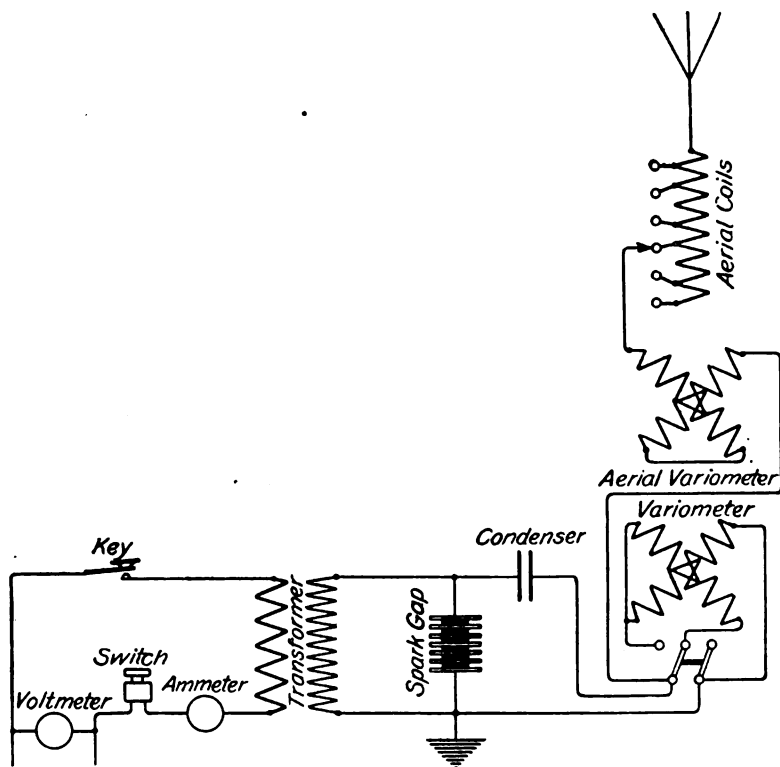 Aerial Coils
Aerial Variometer
Variometer
Key
Condenser
Transformer
Spark Gap
Switch
Ammeter
Voltmeter